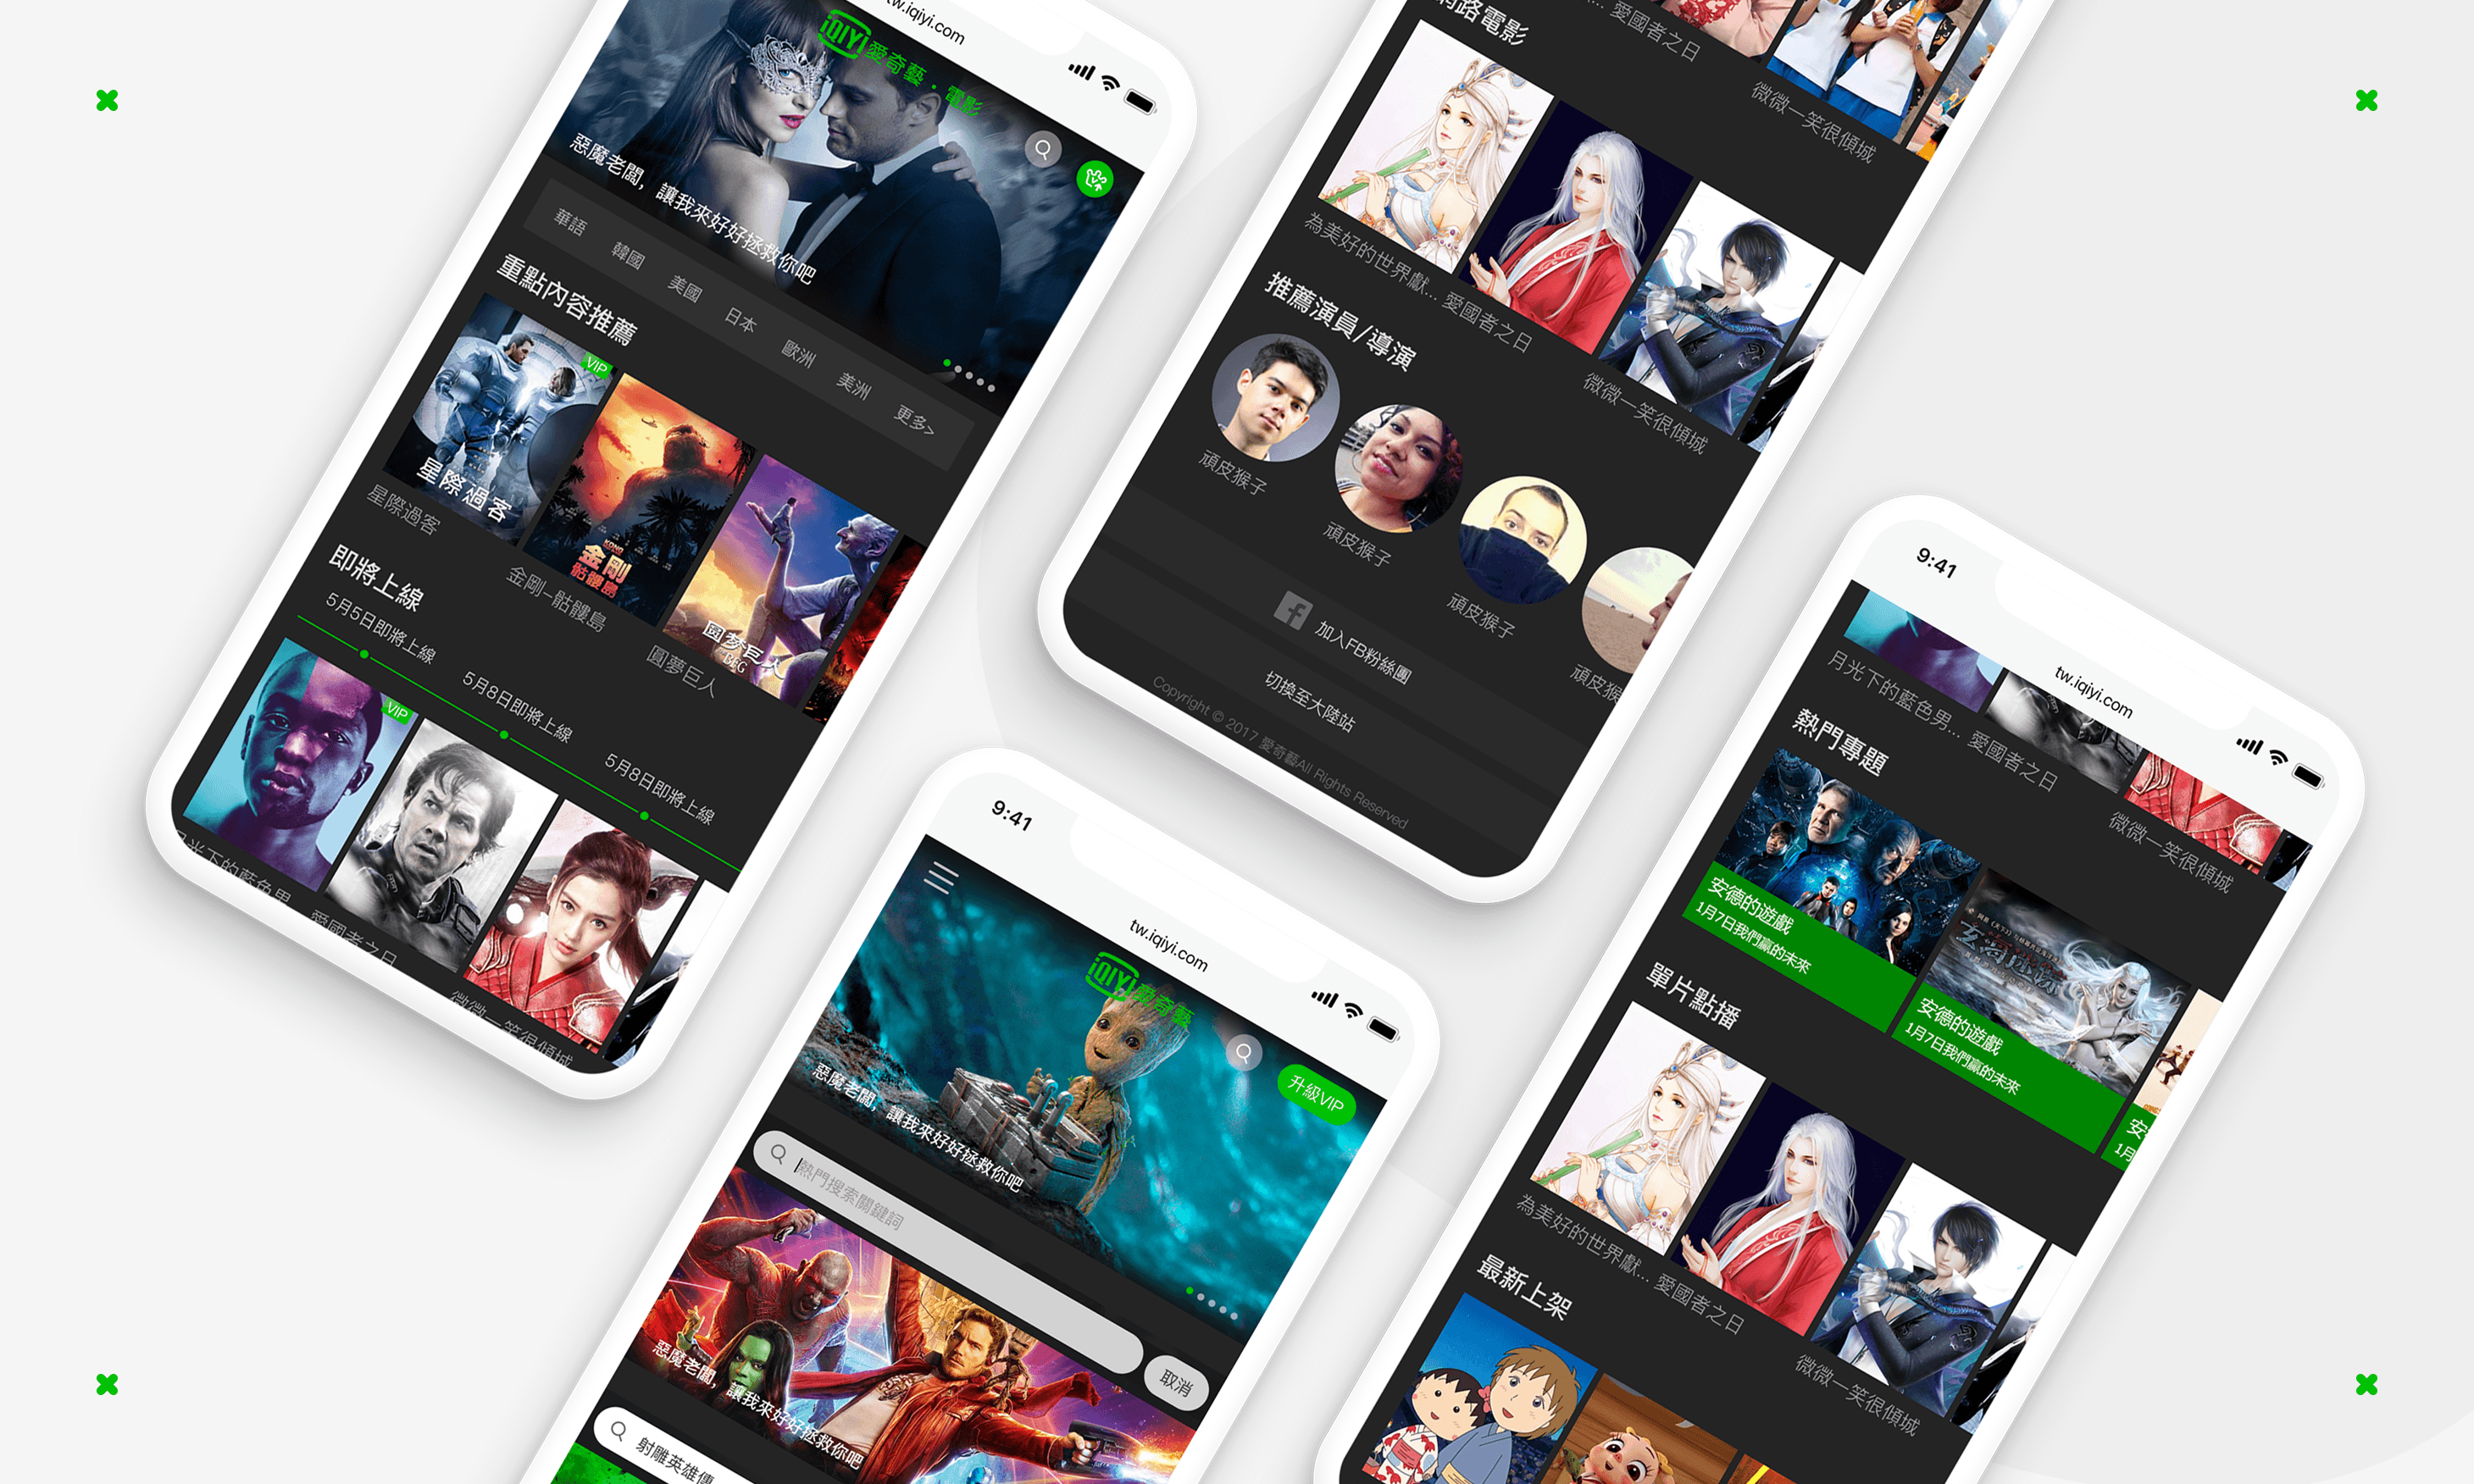 tw.iqiyi.com
iQIYI 愛奇藝 . 電影
惡魔老闆，讓我來好好拯救你吧
華語
韓國
美國
日本
歐洲
美洲
更多>
重點內容推薦
VIP
星際過客
金剛
骷髏島
BFG
星際過客
金剛-骷髏島
圓夢巨人
即將上線
5月5日即將上線
5月8日即將上線
5月8日即將上線
VIP
月光下的藍色男
愛國者之日
微微一笑很傾城
網路電影
愛國者之日
微微一笑很傾城
為美好的世界獻...
愛國者之日
微微一笑很傾城
推薦演員/導演
頑皮猴子
頑皮猴子
頑皮猴子
頑皮猴
加入FB粉絲團
切換至大陸站
Copyright © 2017 愛奇藝All Rights Reserved
9:41
tw.iqiyi.com
iQIYI 愛奇藝
升級VIP
惡魔老闆，讓我來好好拯救你吧
熱門搜索關鍵詞
取消
惡魔老闆，讓我來好好拯救你吧
射雕英雄傳
9:41
tw.iqiyi.com
月光下的藍色男...
愛國者之日
微微一笑很傾城
熱門專題
安德的遊戲
1月7日我們贏的未來
安德的遊戲
1月7日我們贏的未來
安
1月
單片點播
為美好的世界獻...
愛國者之日
微微一笑很傾城
最新上架